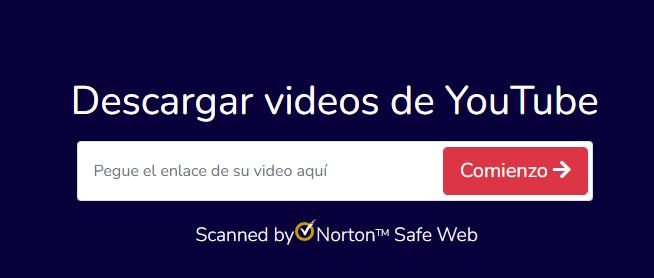 Descargar videos de YouTube
Pegue el enlace de su video aquí
Comienzo
Scanned by Norton™ Safe Web